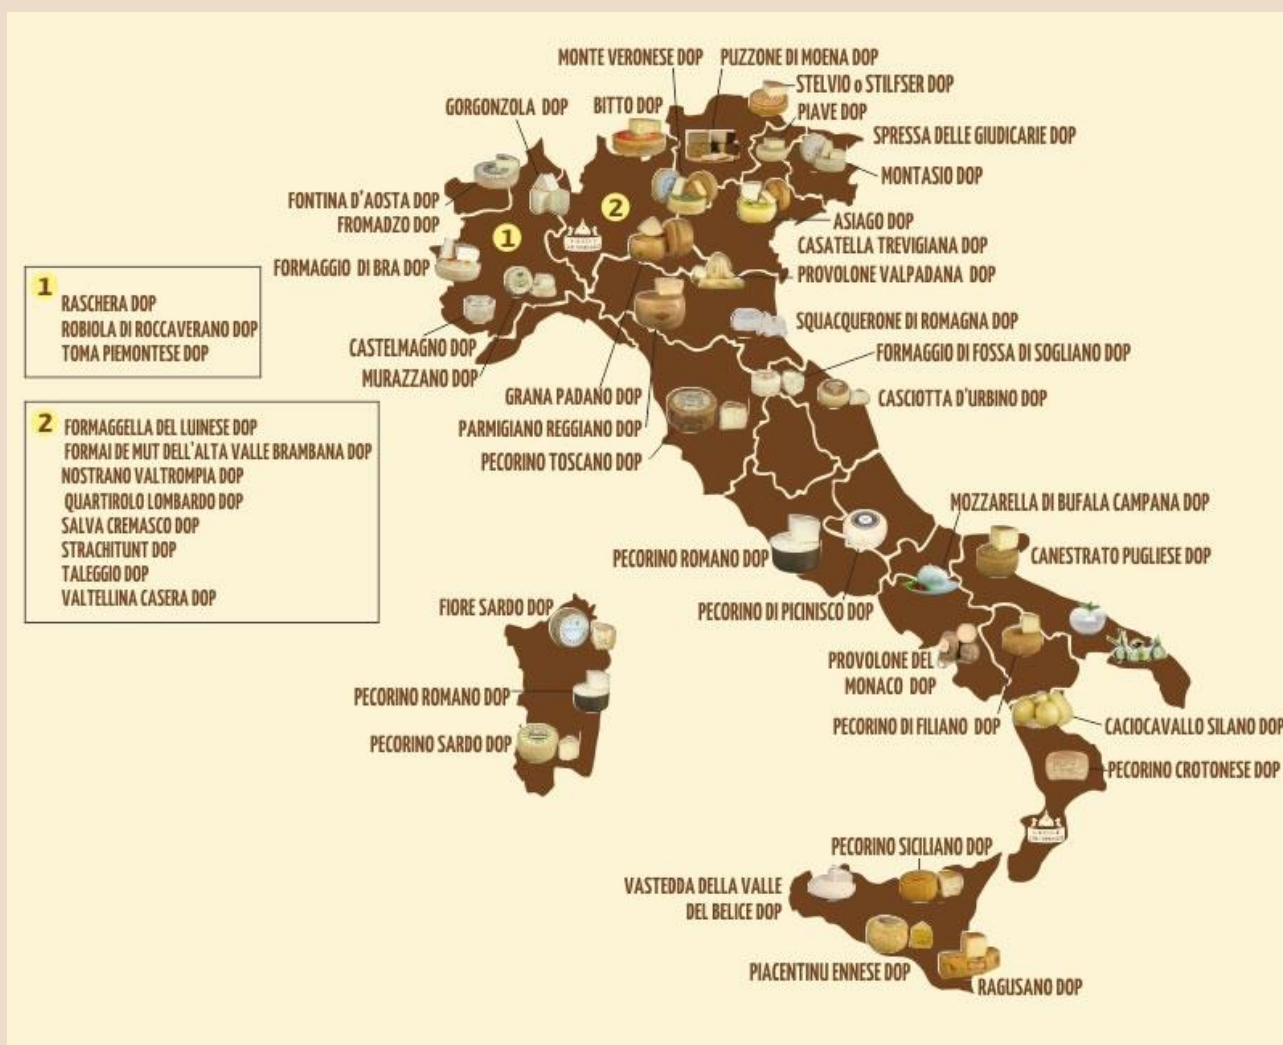 MONTE VERONESE DOP
PUZZONE DI MOENA DOP
STELVIO o STILFSER DOP
GORGONZOLA DOP
BITTO DOP
PIAVE DOP
SPRESSA DELLE GIUDICARIE DOP
MONTASIO DOP
FONTINA D'AOSTA DOP
FROMADZO DOP
2
ASIAGO DOP
1
CASATELLA TREVIGIANA DOP
FORMAGGIO DI BRA DOP
PROVOLONE VALPADANA DOP
1
RASCHERA DOP
ROBIOLA DI ROCCAVERANO DOP
TOMA PIEMONTESE DOP
SQUACQUERONE DI ROMAGNA DOP
CASTELMAGNO DOP
FORMAGGIO DI FOSSA DI SOGLIANO DOP
MURAZZANO DOP
GRANA PADANO DOP
CASCIOTTA D'URBINO DOP
PARMIGIANO REGGIANO DOP
PECORINO TOSCANO DOP
2
FORMAGGELLA DEL LUINESE DOP
FORMAI DE MUT DELL'ALTA VALLE BRAMBANA DOP
NOSTRANO VALTROMPIA DOP
QUARTIROLO LOMBARDO DOP
SALVA CREMASCO DOP
STRACHITUNT DOP
TALEGGIO DOP
VALTELLINA CASERA DOP
MOZZARELLA DI BUFALA CAMPANA DOP
PECORINO ROMANO DOP
CANESTRATO PUGLIESE DOP
FIORE SARDO DOP
PECORINO DI PICINISCO DOP
PROVOLONE DEL
MONACO DOP
PECORINO ROMANO DOP
PECORINO DI FILIANO DOP
CACIOCAVALLO SILANO DOP
PECORINO SARDO DOP
PECORINO CROTONESE DOP
PECORINO SICILIANO DOP
VASTEDDA DELLA VALLE
DEL BELICE DOP
PIACENTINU ENNESE DOP
RAGUSANO DOP